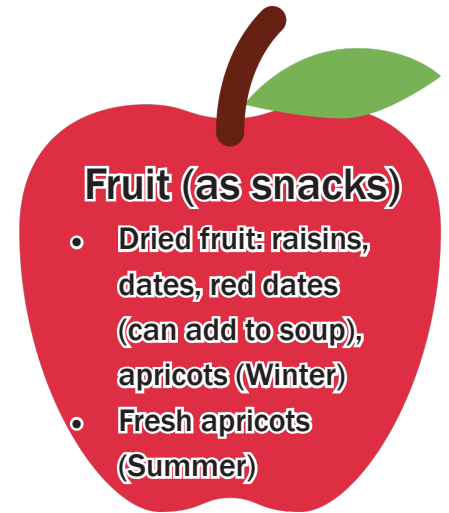 Fruit (as snacks)
• Dried fruit: raisins,
dates, red dates
(can add to soup),
apricots (Winter)
• Fresh apricots
(Summer)